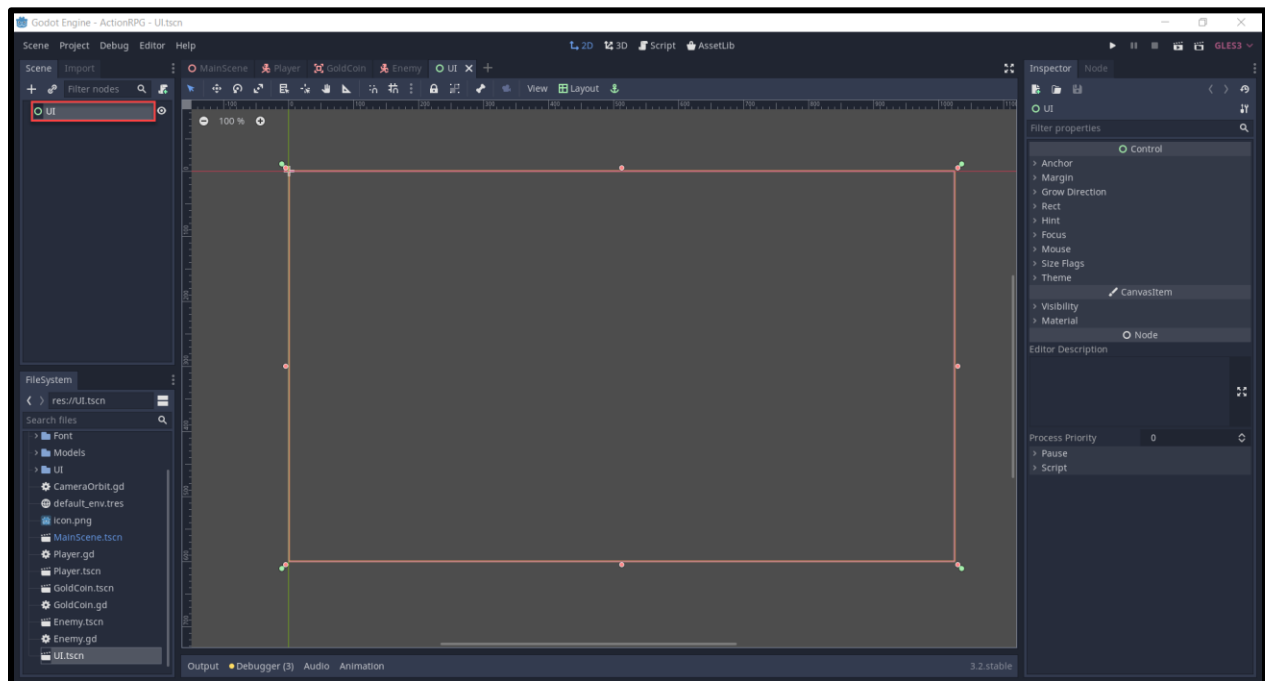 Godot Engine - ActionRPG - UI.tscn
Scene Project Debug Editor Help
2D 3D Script AssetLib
GLES3
Scene Import
MainScene Player GoldCoin Enemy UI
Inspector Node
Filter nodes
View Layout
UI
100 %
UI
Filter properties
Control
Anchor
Margin
Grow Direction
Rect
Hint
Focus
Mouse
Size Flags
Theme
CanvasItem
Visibility
Material
Node
Editor Description
Process Priority 0
Pause
Script
FileSystem
res://UI.tscn
Search files
Font
Models
UI
CameraOrbit.gd
default_env.tres
icon.png
MainScene.tscn
Player.gd
Player.tscn
GoldCoin.tscn
GoldCoin.gd
Enemy.tscn
Enemy.gd
UI.tscn
Output Debugger (3) Audio Animation
3.2.stable